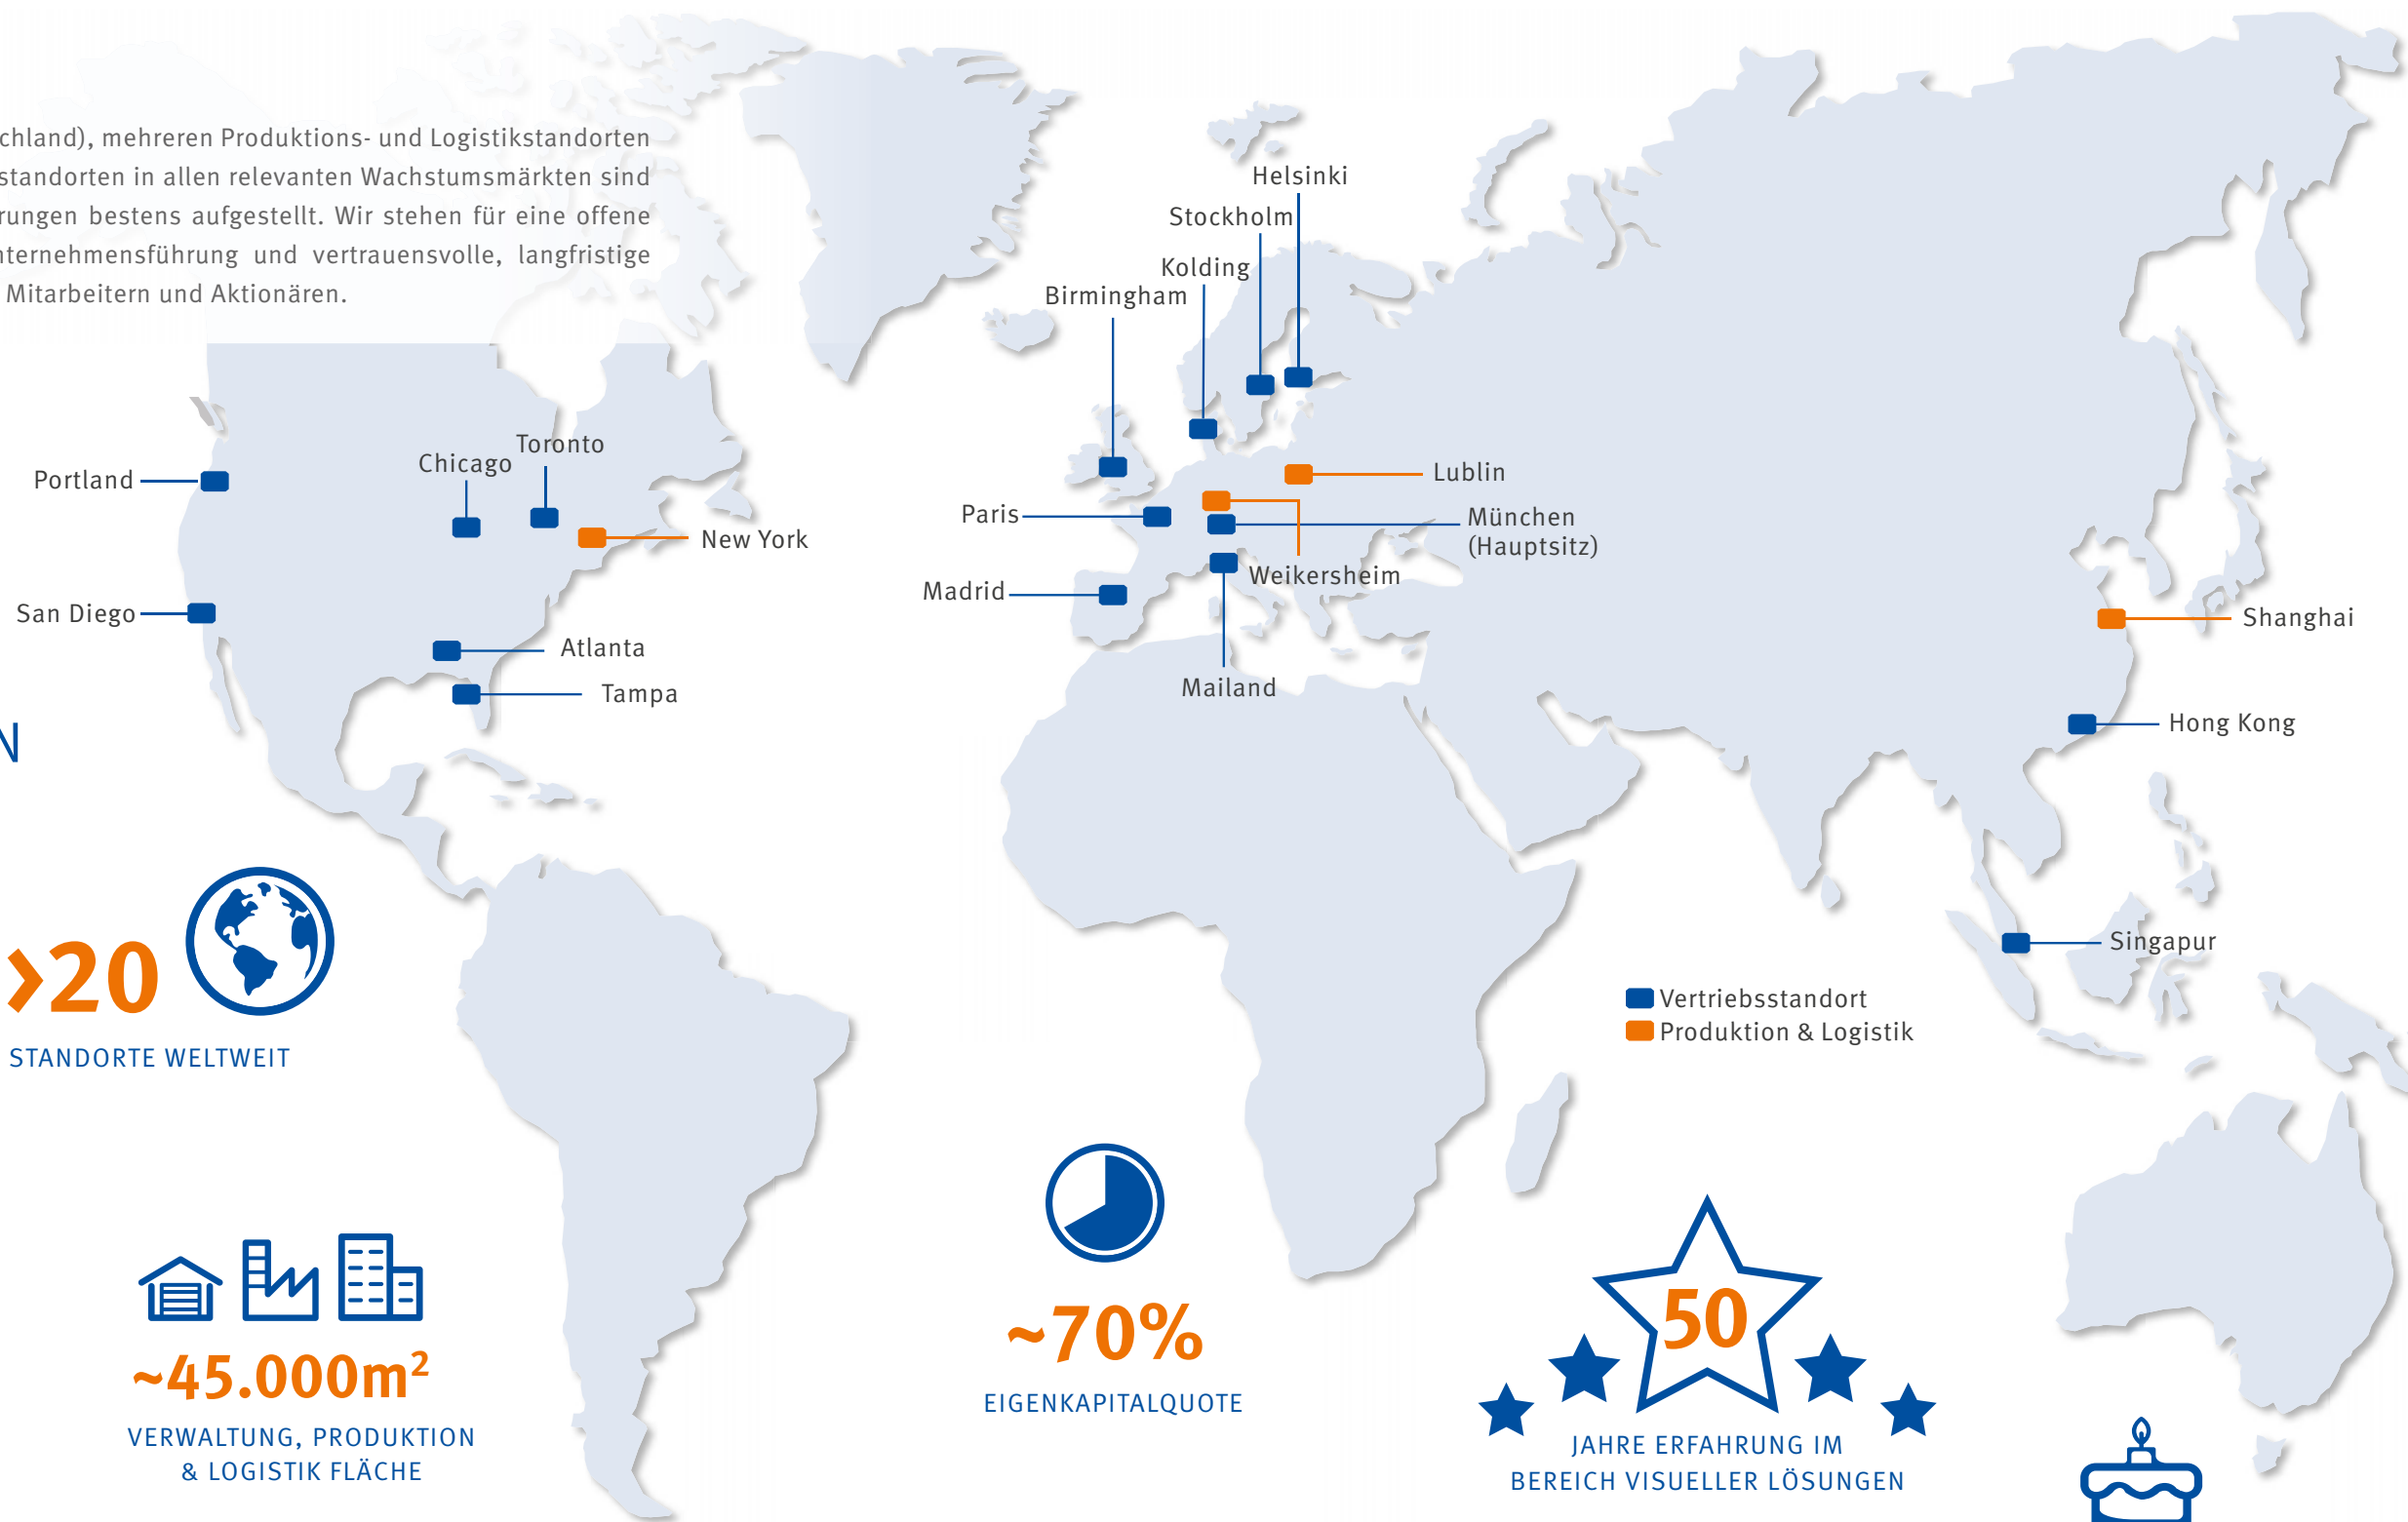 chland), mehreren Produktions- und Logistikstandorten
standorten in allen relevanten Wachstumsmärkten sind
rungen bestens aufgestellt. Wir stehen für eine offene
nternehmensführung und vertrauensvolle, langfristige
Mitarbeitern und Aktionären.
Helsinki
Stockholm
Kolding
Birmingham
Toronto
Chicago
Portland
New York
San Diego
Atlanta
Tampa
Lublin
Paris
München
(Hauptsitz)
Weikersheim
Madrid
Mailand
Shanghai
Hong Kong
Singapur
N
>20
STANDORTE WELTWEIT
Vertriebsstandort
Produktion & Logistik
~45.000m²
VERWALTUNG, PRODUKTION
& LOGISTIK FLÄCHE
~70%
EIGENKAPITALQUOTE
50
JAHRE ERFAHRUNG IM
BEREICH VISUELLER LÖSUNGEN